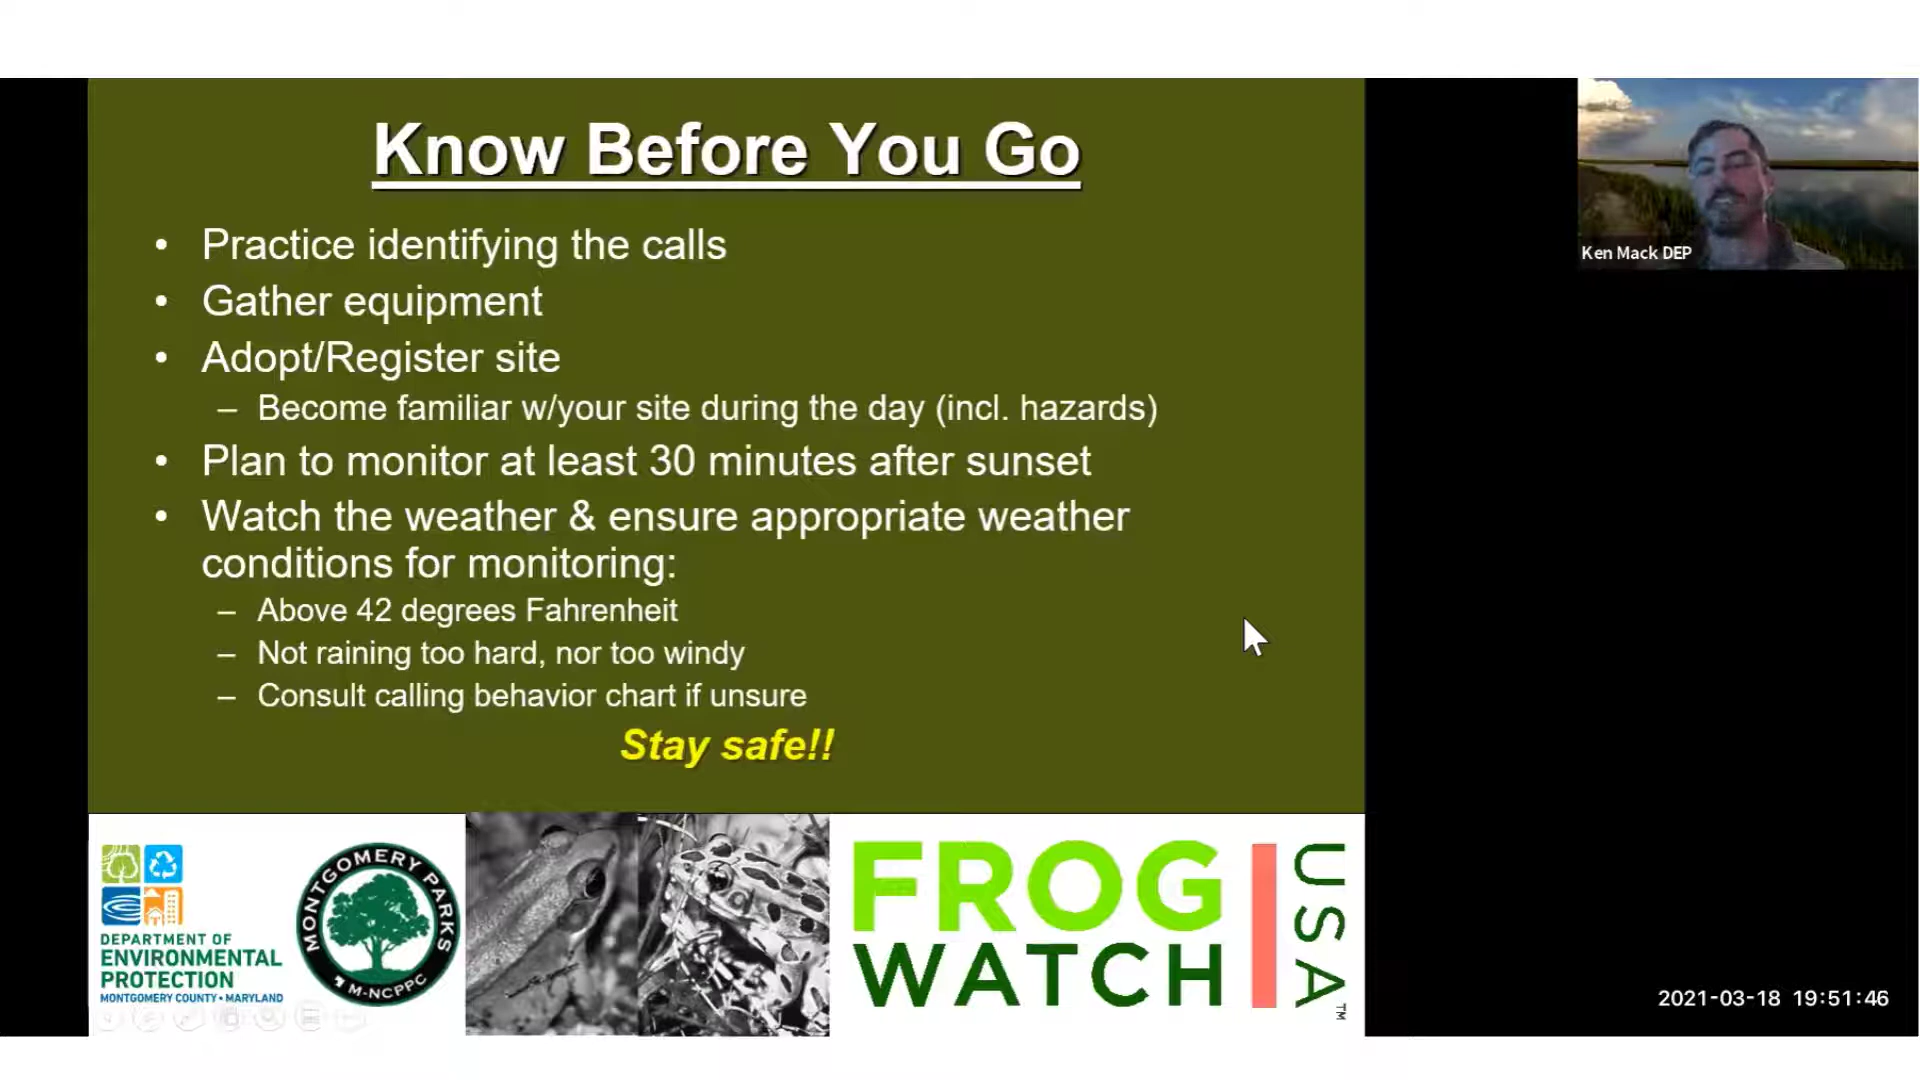 Know Before You Go
• Practice identifying the calls
• Gather equipment
• Adopt/Register site
– Become familiar w/your site during the day (incl. hazards)
• Plan to monitor at least 30 minutes after sunset
• Watch the weather & ensure appropriate weather
conditions for monitoring:
– Above 42 degrees Fahrenheit
– Not raining too hard, nor too windy
– Consult calling behavior chart if unsure
Stay safe!!
Ken Mack DEP
DEPARTMENT OF
ENVIRONMENTAL
PROTECTION
MONTGOMERY COUNTY • MARYLAND
MONTGOMERY PARKS
M-NCPPC
FROG
WATCH
USA™
2021-03-18 19:51:46